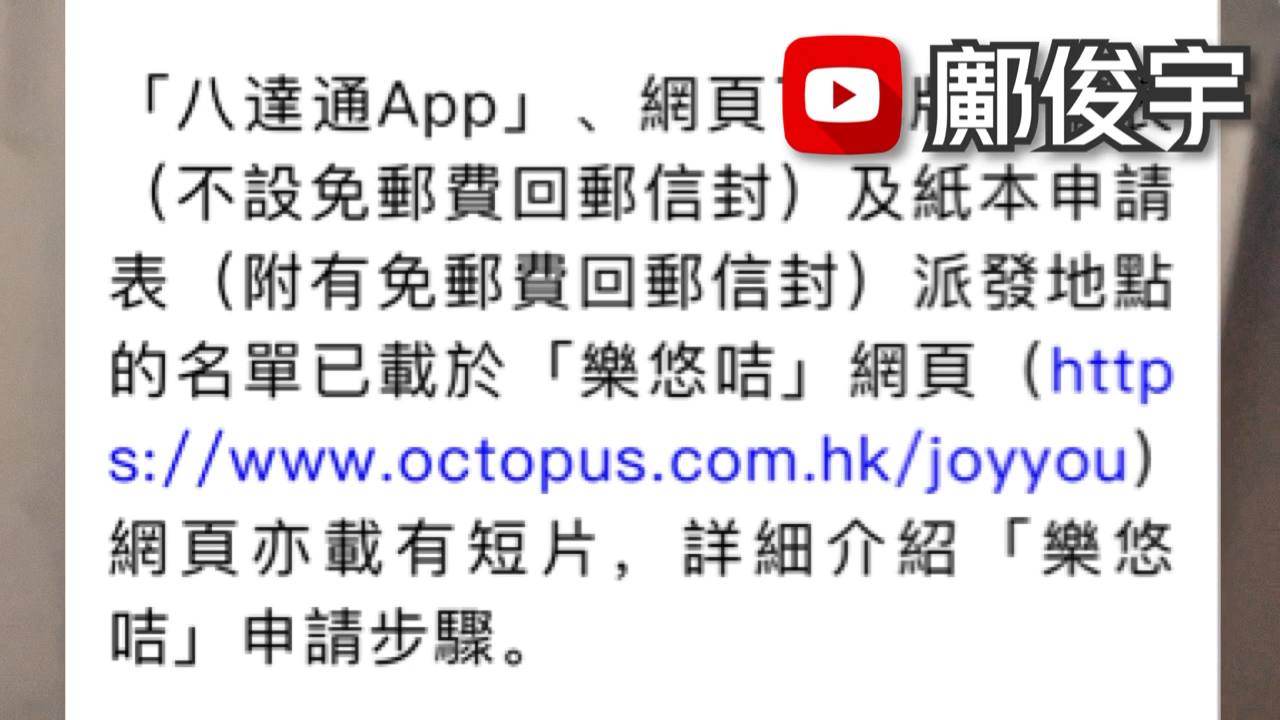 鄺俊宇
「八達通App」、網頁
（不設免郵費回郵信封）及紙本申請
表（附有免郵費回郵信封）派發地點
的名單已載於「樂悠咭」網頁（http
s://www.octopus.com.hk/joyyou）
網頁亦載有短片，詳細介紹「樂悠
咭」申請步驟。